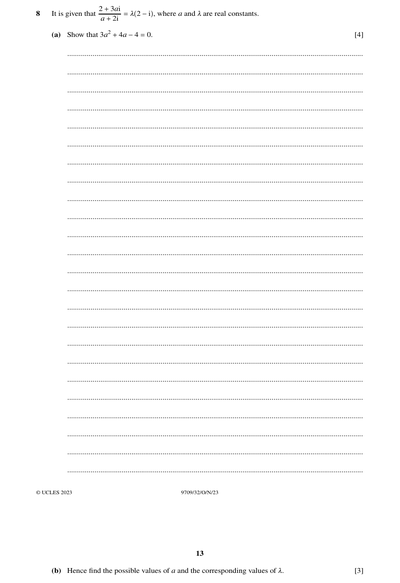 8 It is given that (2 + 3ai)/(a + 2i) = λ(2 − i), where a and λ are real constants.
(a) Show that 3a² + 4a − 4 = 0. [4]
© UCLES 2023 9709/32/O/N/23
13
(b) Hence find the possible values of a and the corresponding values of λ. [3]